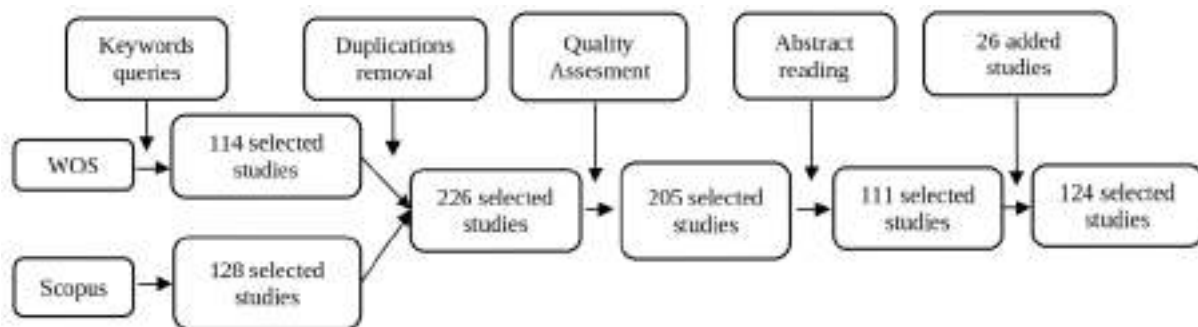 Keywords
queries
Duplications
removal
Quality
Assesment
Abstract
reading
26 added
studies
WOS
114 selected
studies
226 selected
studies
205 selected
studies
111 selected
studies
124 selected
studies
Scopus
128 selected
studies